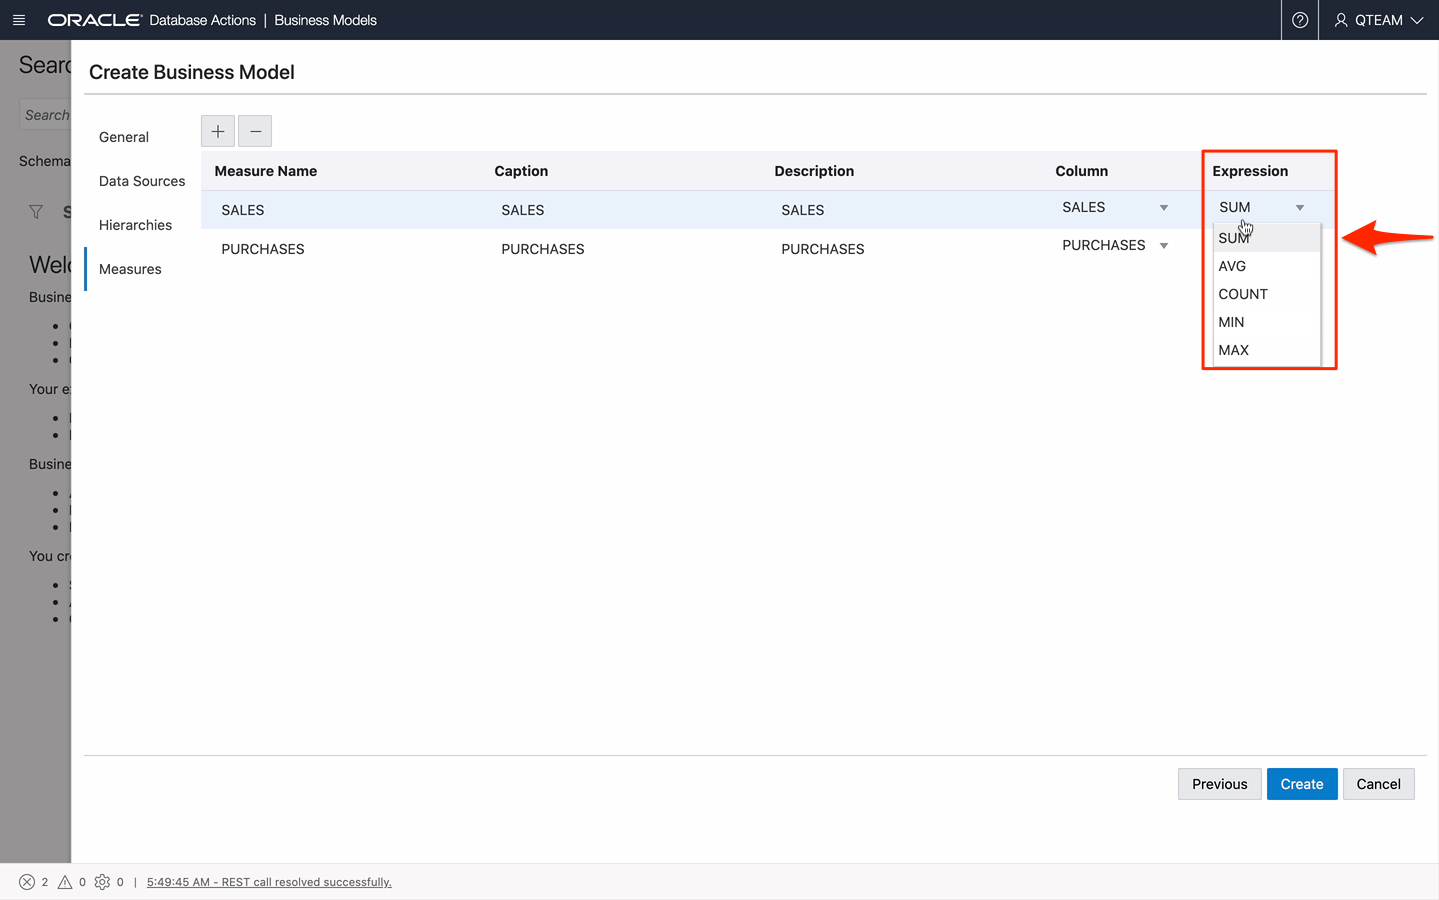 ORACLE Database Actions | Business Models
QTEAM
Sear
Create Business Model
Search
General
Data Sources
Hierarchies
Measures
Schema
Measure Name Caption Description Column Expression
SALES SALES SALES SALES SUM
PURCHASES PURCHASES PURCHASES PURCHASES
SUM
AVG
COUNT
MIN
MAX
Welc
Busine
Your e
Busine
You cr
Previous Create Cancel
2 0 0 | 5:49:45 AM - REST call resolved successfully.